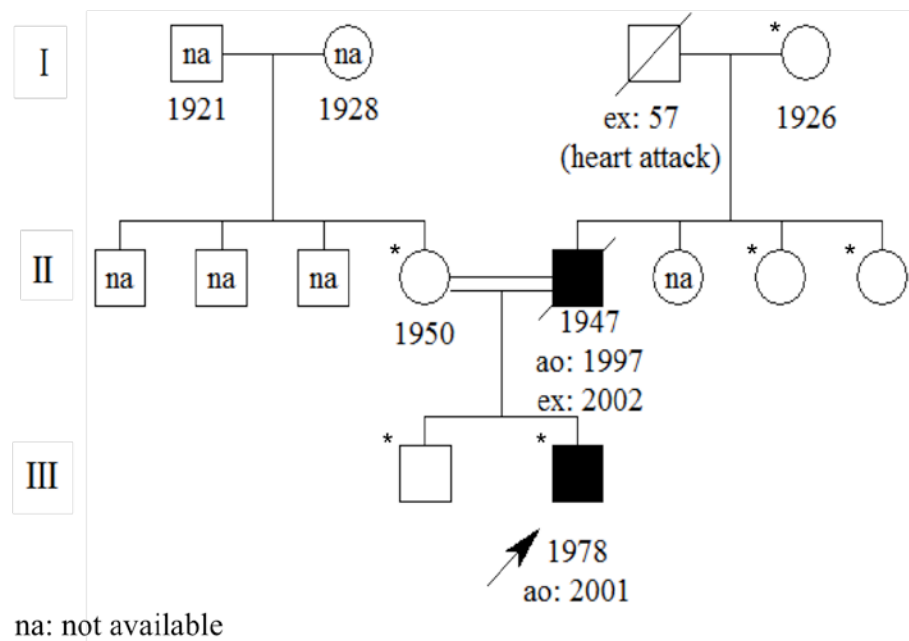 I
na
na
*
1921
1928
ex: 57
(heart attack)
1926
II
na
na
na
*
na
*
*
1950
1947
ao: 1997
ex: 2002
III
*
*
1978
ao: 2001
na: not available